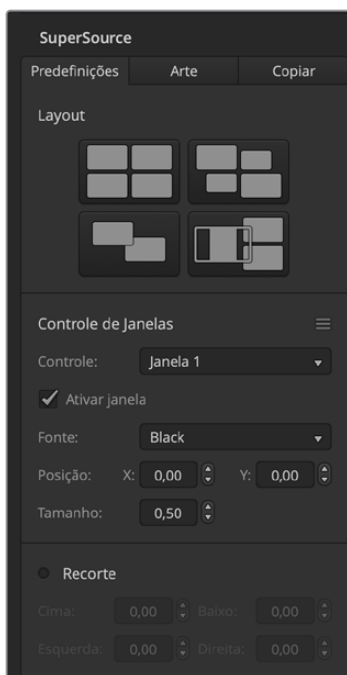 SuperSource
Predefinições Arte Copiar
Layout
Controle de Janelas
Controle: Janela 1
Ativar janela
Fonte: Black
Posição: X: 0,00 Y: 0,00
Tamanho: 0,50
Recorte
Cima: 0,00 Baixo: 0,00
Esquerda: 0,00 Direita: 0,00